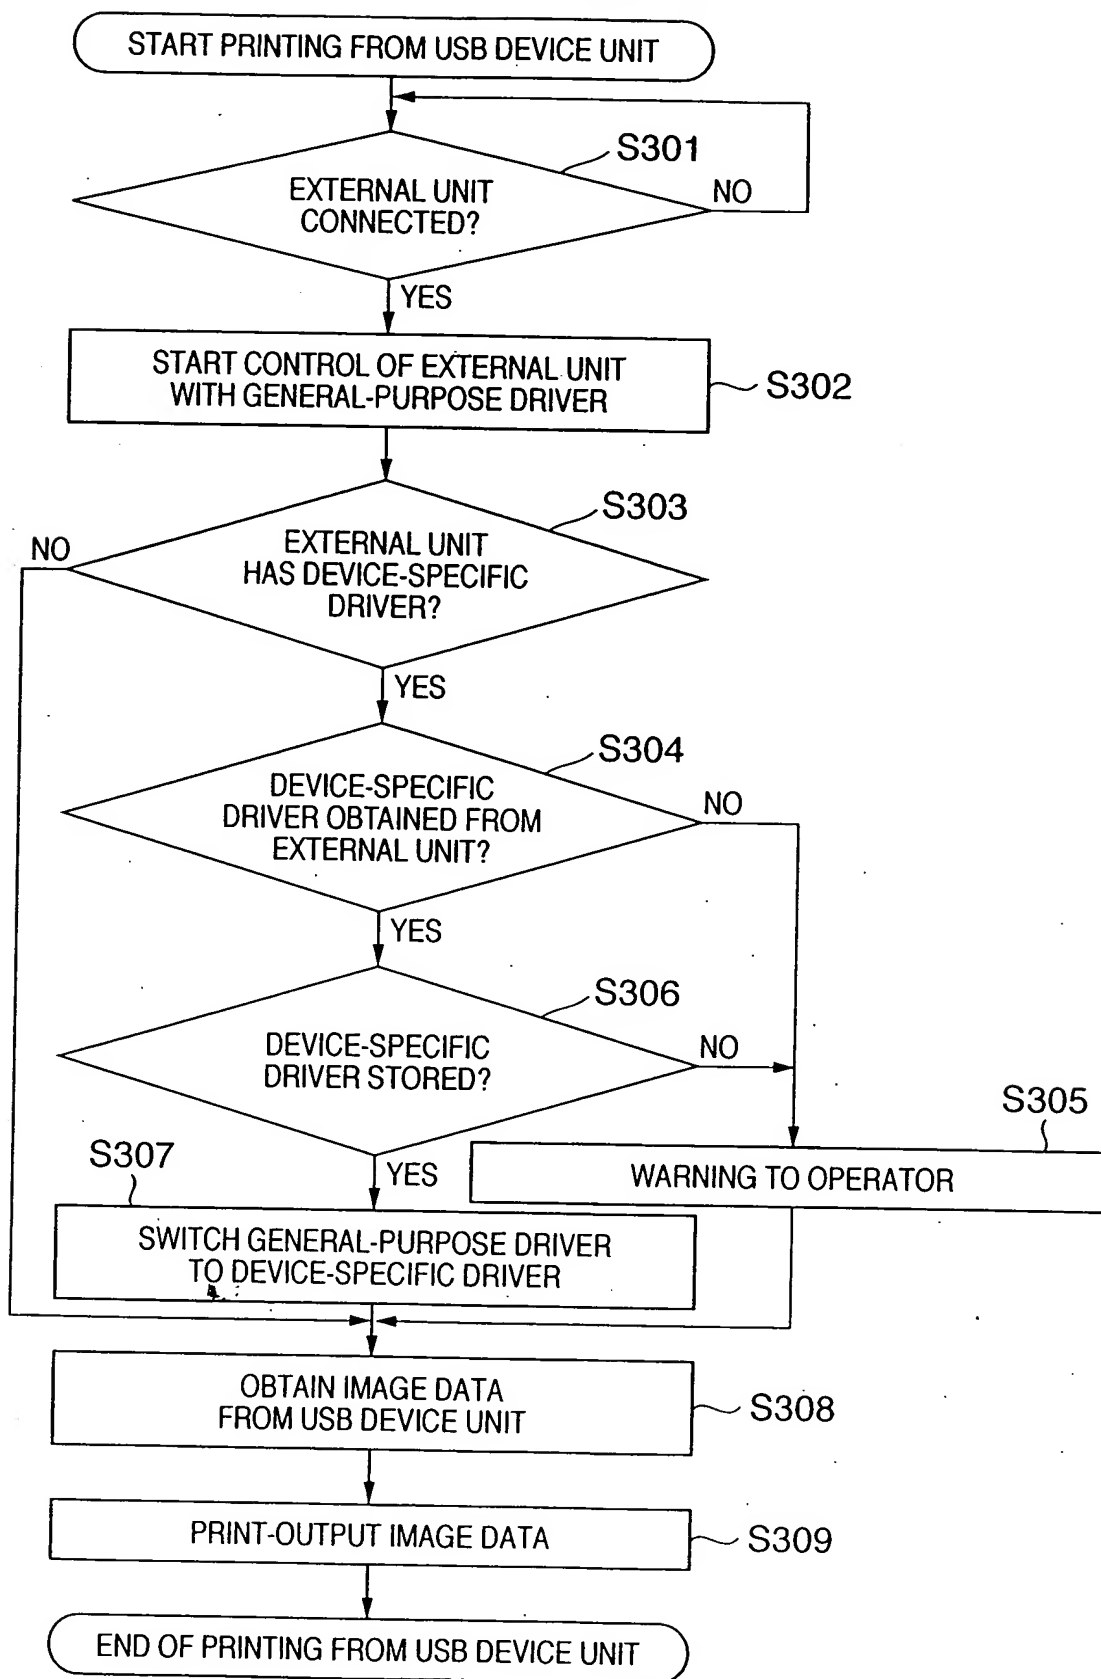 START PRINTING FROM USB DEVICE UNIT
S301
EXTERNAL UNIT
CONNECTED?
NO
YES
START CONTROL OF EXTERNAL UNIT
WITH GENERAL-PURPOSE DRIVER
S302
S303
NO
EXTERNAL UNIT
HAS DEVICE-SPECIFIC
DRIVER?
YES
S304
DEVICE-SPECIFIC
DRIVER OBTAINED FROM
EXTERNAL UNIT?
NO
YES
S306
DEVICE-SPECIFIC
DRIVER STORED?
NO
S305
YES
WARNING TO OPERATOR
S307
SWITCH GENERAL-PURPOSE DRIVER
TO DEVICE-SPECIFIC DRIVER
OBTAIN IMAGE DATA
FROM USB DEVICE UNIT
S308
PRINT-OUTPUT IMAGE DATA
S309
END OF PRINTING FROM USB DEVICE UNIT